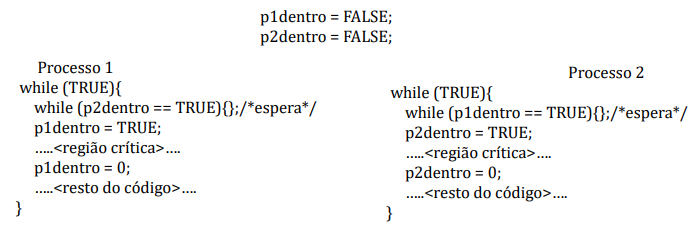 p1dentro = FALSE;
p2dentro = FALSE;
Processo 1
while (TRUE){
while (p2dentro == TRUE){};/*espera*/
p1dentro = TRUE;
.....<região crítica>....
p1dentro = 0;
.....<resto do código>....
}
Processo 2
while (TRUE){
while (p1dentro == TRUE){};/*espera*/
p2dentro = TRUE;
.....<região crítica>....
p2dentro = 0;
.....<resto do código>....
}